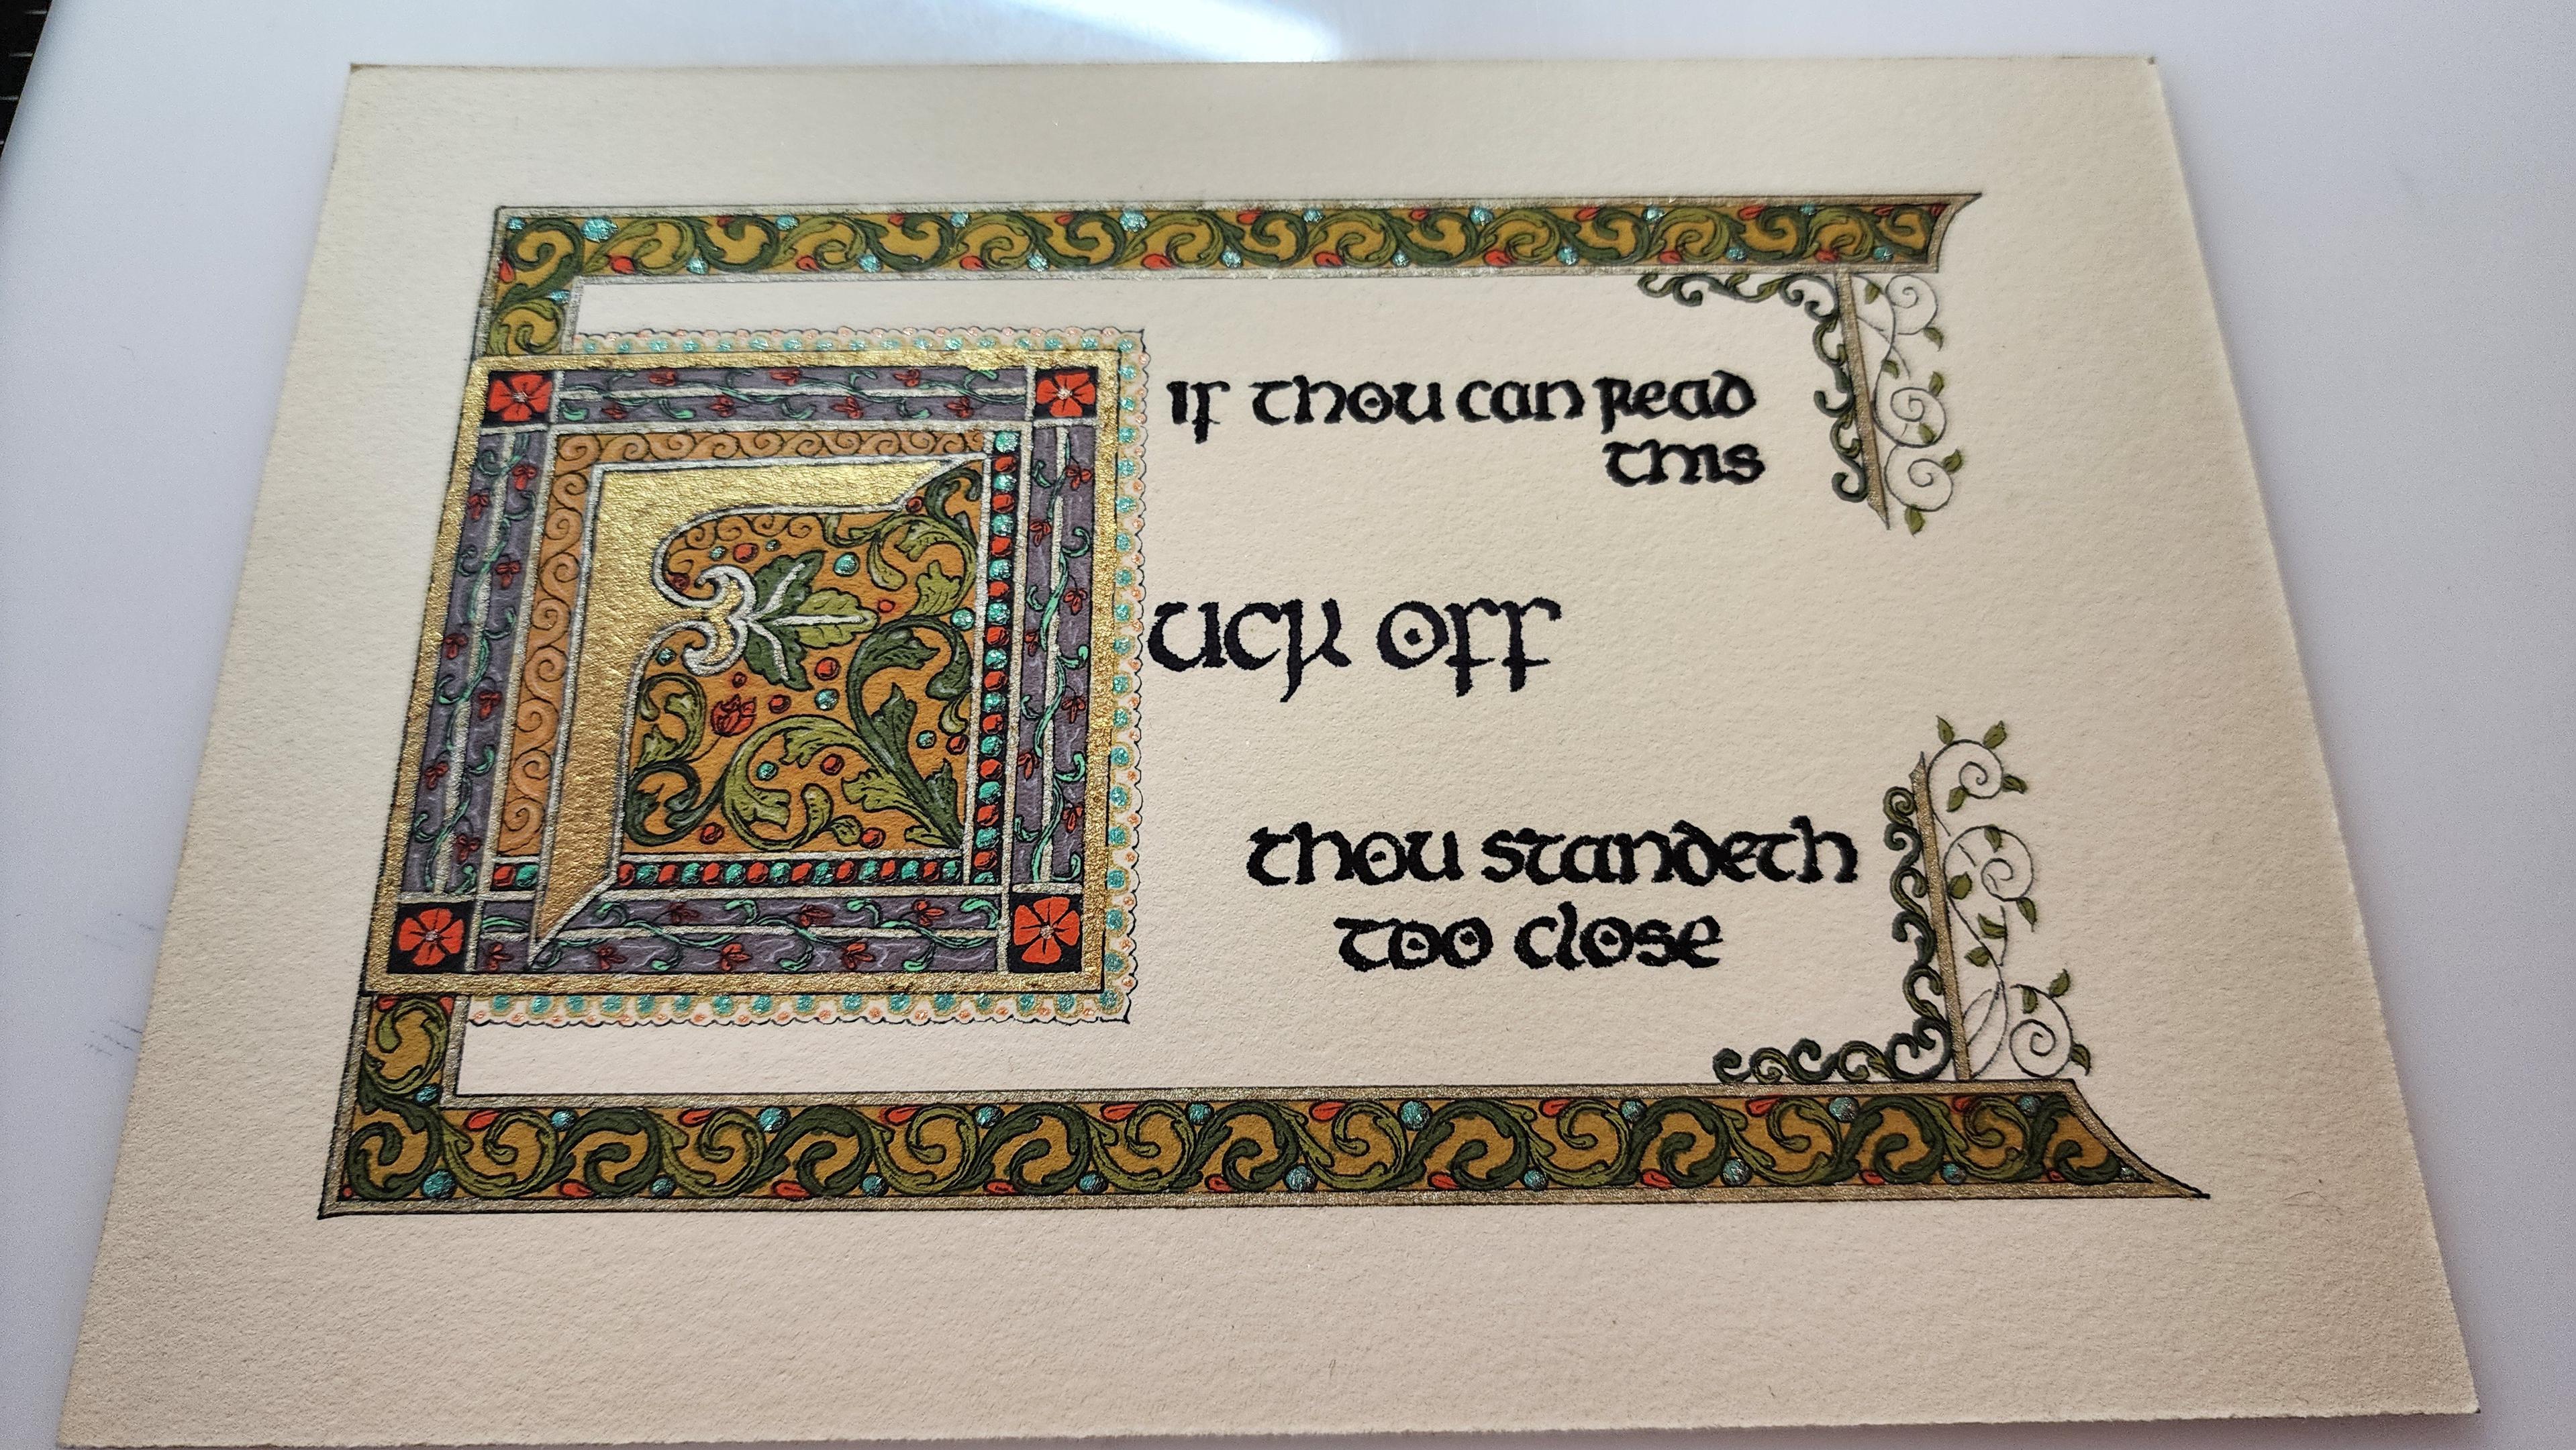 If thou can read
this
Fuck off
thou standeth
too close